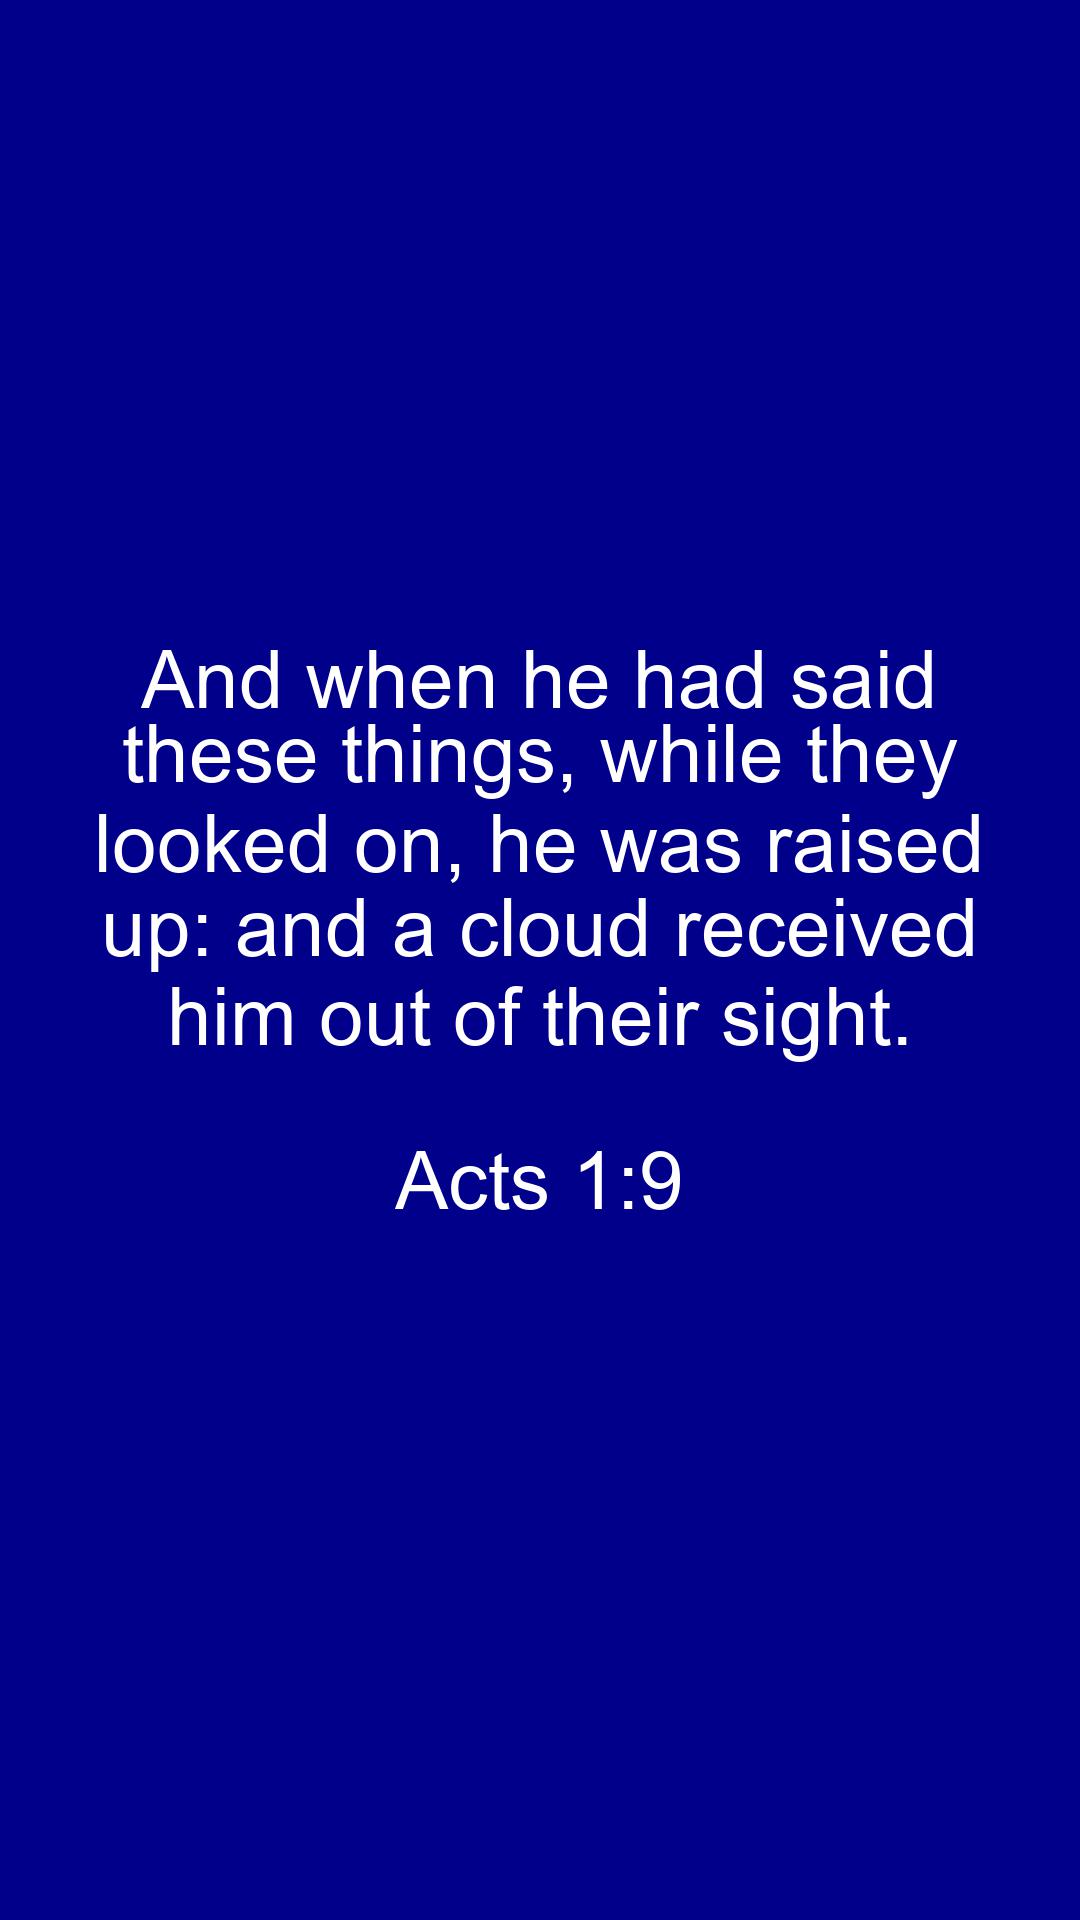 And when he had said
these things, while they
looked on, he was raised
up: and a cloud received
him out of their sight.
Acts 1:9